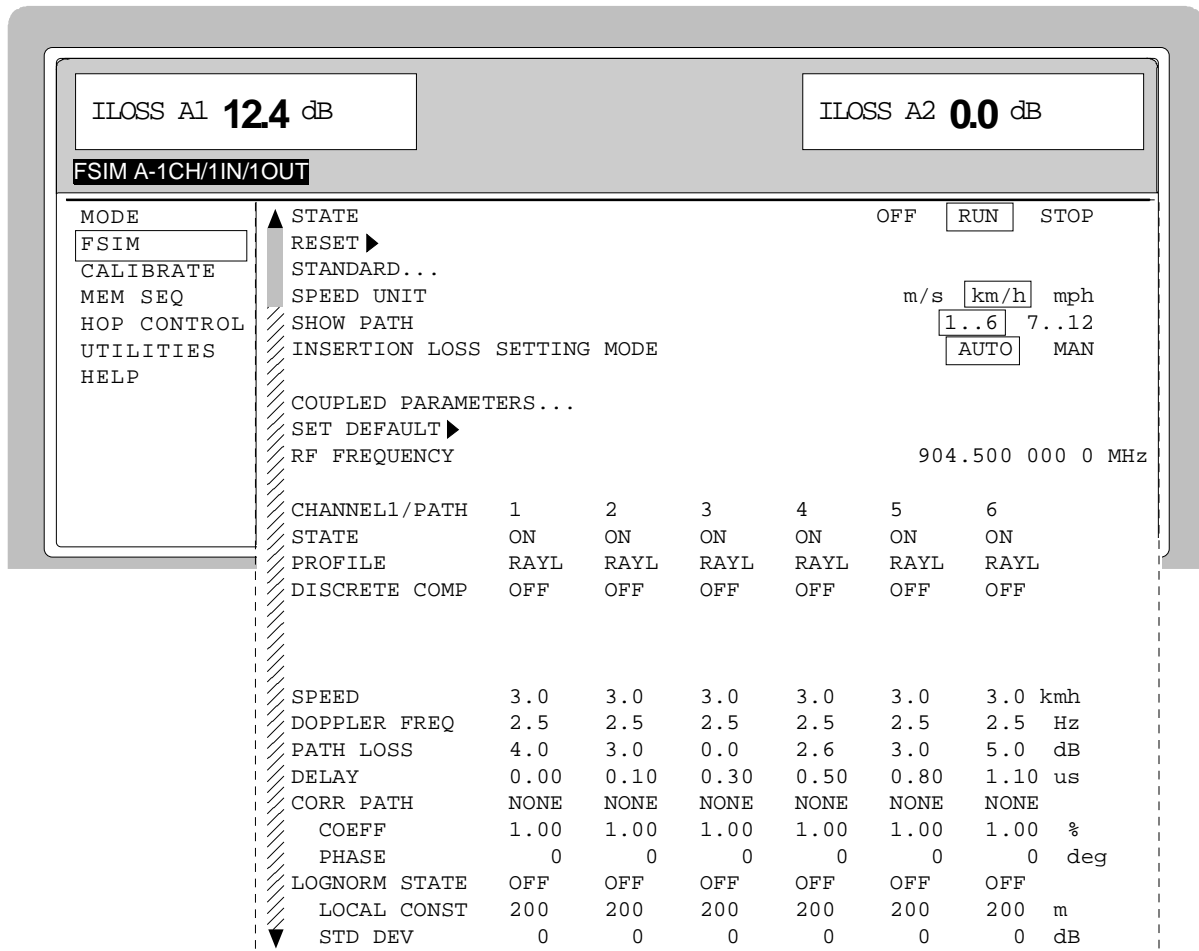 ILOSS A1 12.4 dB ILOSS A2 0.0 dB
FSIM A-1CH/1IN/1OUT
MODE
FSIM
CALIBRATE
MEM SEQ
HOP CONTROL
UTILITIES
HELP
STATE OFF RUN STOP
RESET
STANDARD...
SPEED UNIT m/s km/h mph
SHOW PATH 1..6 7..12
INSERTION LOSS SETTING MODE AUTO MAN
COUPLED PARAMETERS...
SET DEFAULT
RF FREQUENCY 904.500 000 0 MHz
CHANNEL1/PATH 1 2 3 4 5 6
STATE ON ON ON ON ON ON
PROFILE RAYL RAYL RAYL RAYL RAYL RAYL
DISCRETE COMP OFF OFF OFF OFF OFF OFF
SPEED 3.0 3.0 3.0 3.0 3.0 3.0 kmh
DOPPLER FREQ 2.5 2.5 2.5 2.5 2.5 2.5 Hz
PATH LOSS 4.0 3.0 0.0 2.6 3.0 5.0 dB
DELAY 0.00 0.10 0.30 0.50 0.80 1.10 us
CORR PATH NONE NONE NONE NONE NONE NONE
COEFF 1.00 1.00 1.00 1.00 1.00 1.00 %
PHASE 0 0 0 0 0 0 deg
LOGNORM STATE OFF OFF OFF OFF OFF OFF
LOCAL CONST 200 200 200 200 200 200 m
STD DEV 0 0 0 0 0 0 dB